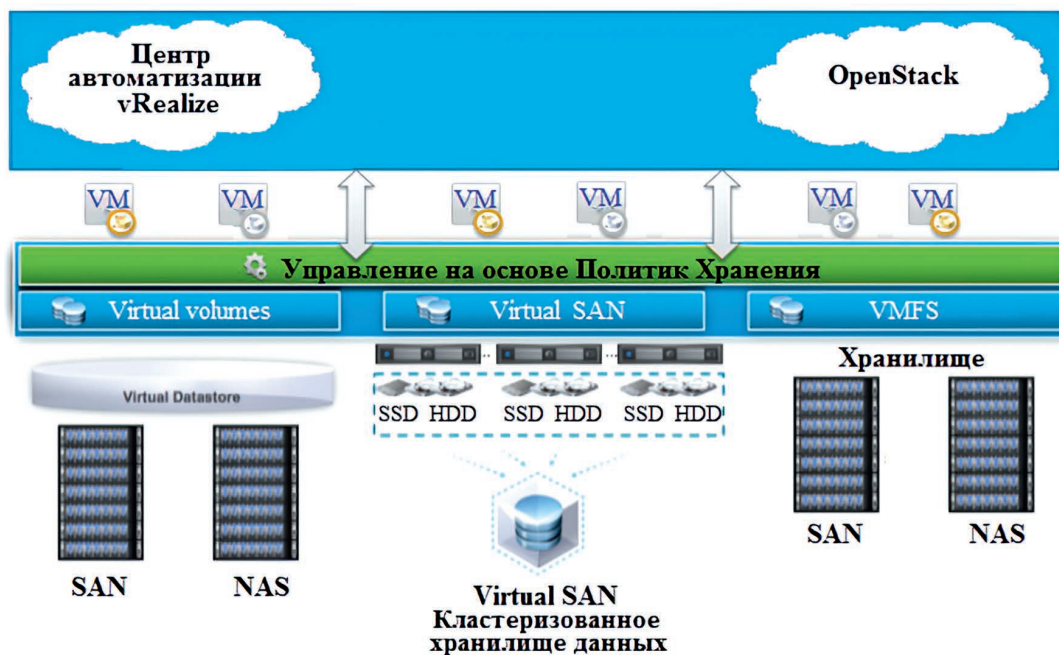 Центр
автоматизации
vRealize
OpenStack
VM VM VM VM VM VM
Управление на основе Политик Хранения
Virtual volumes
Virtual SAN
VMFS
Virtual Datastore
SAN
NAS
SSD HDD SSD HDD SSD HDD
Virtual SAN
Кластеризованное
хранилище данных
Хранилище
SAN
NAS